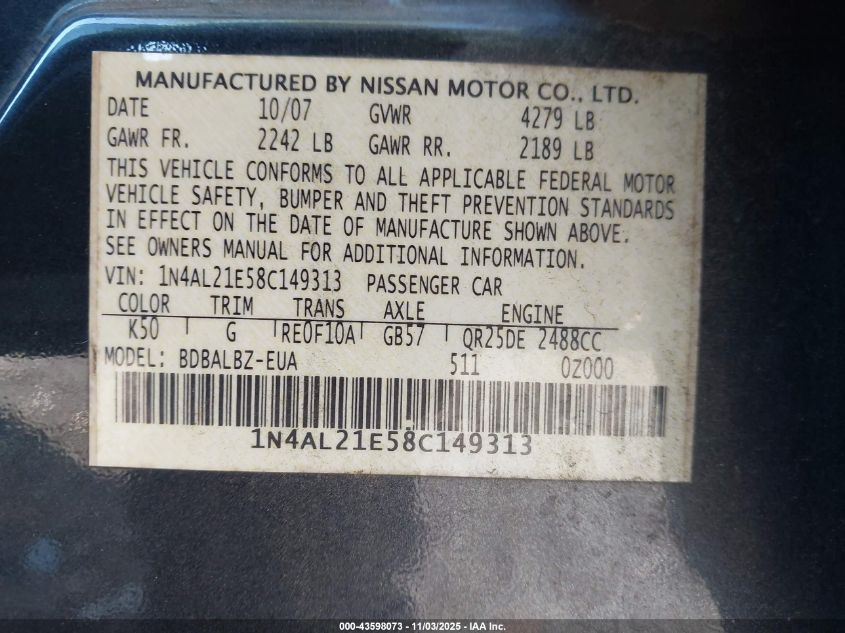 MANUFACTURED BY NISSAN MOTOR CO., LTD.
DATE 10/07 GVWR 4279 LB
GAWR FR. 2242 LB GAWR RR. 2189 LB
THIS VEHICLE CONFORMS TO ALL APPLICABLE FEDERAL MOTOR
VEHICLE SAFETY, BUMPER AND THEFT PREVENTION STANDARDS
IN EFFECT ON THE DATE OF MANUFACTURE SHOWN ABOVE.
SEE OWNERS MANUAL FOR ADDITIONAL INFORMATION.
VIN: 1N4AL21E58C149313 PASSENGER CAR
COLOR TRIM TRANS AXLE ENGINE
K50 G RE0F10A GB57 QR25DE 2488CC
MODEL: BDBALBZ-EUA 511 0Z000
1N4AL21E58C149313
000-43598073 - 11/03/2025 - IAA Inc.